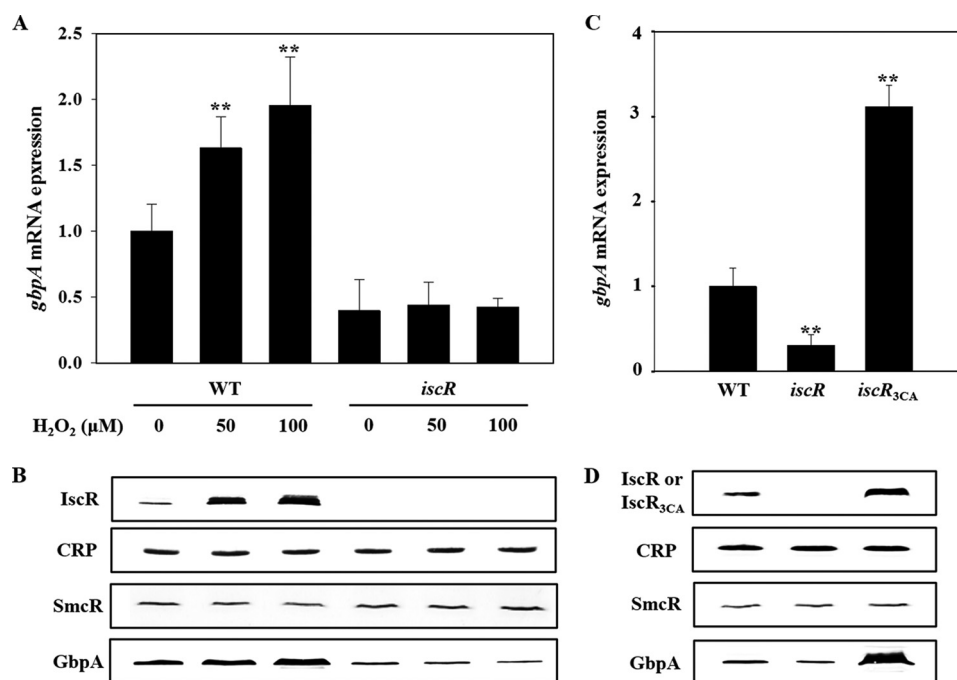 A
gbpA mRNA epxression
2.5
2.0
1.5
1.0
0.5
0.0
**
**
WT
iscR
H₂O₂ (μM)
0
50
100
0
50
100
B
IscR
CRP
SmcR
GbpA
C
gbpA mRNA expression
4
3
2
1
0
**
**
WT
iscR
iscR₃CA
D
IscR or
IscR₃CA
CRP
SmcR
GbpA